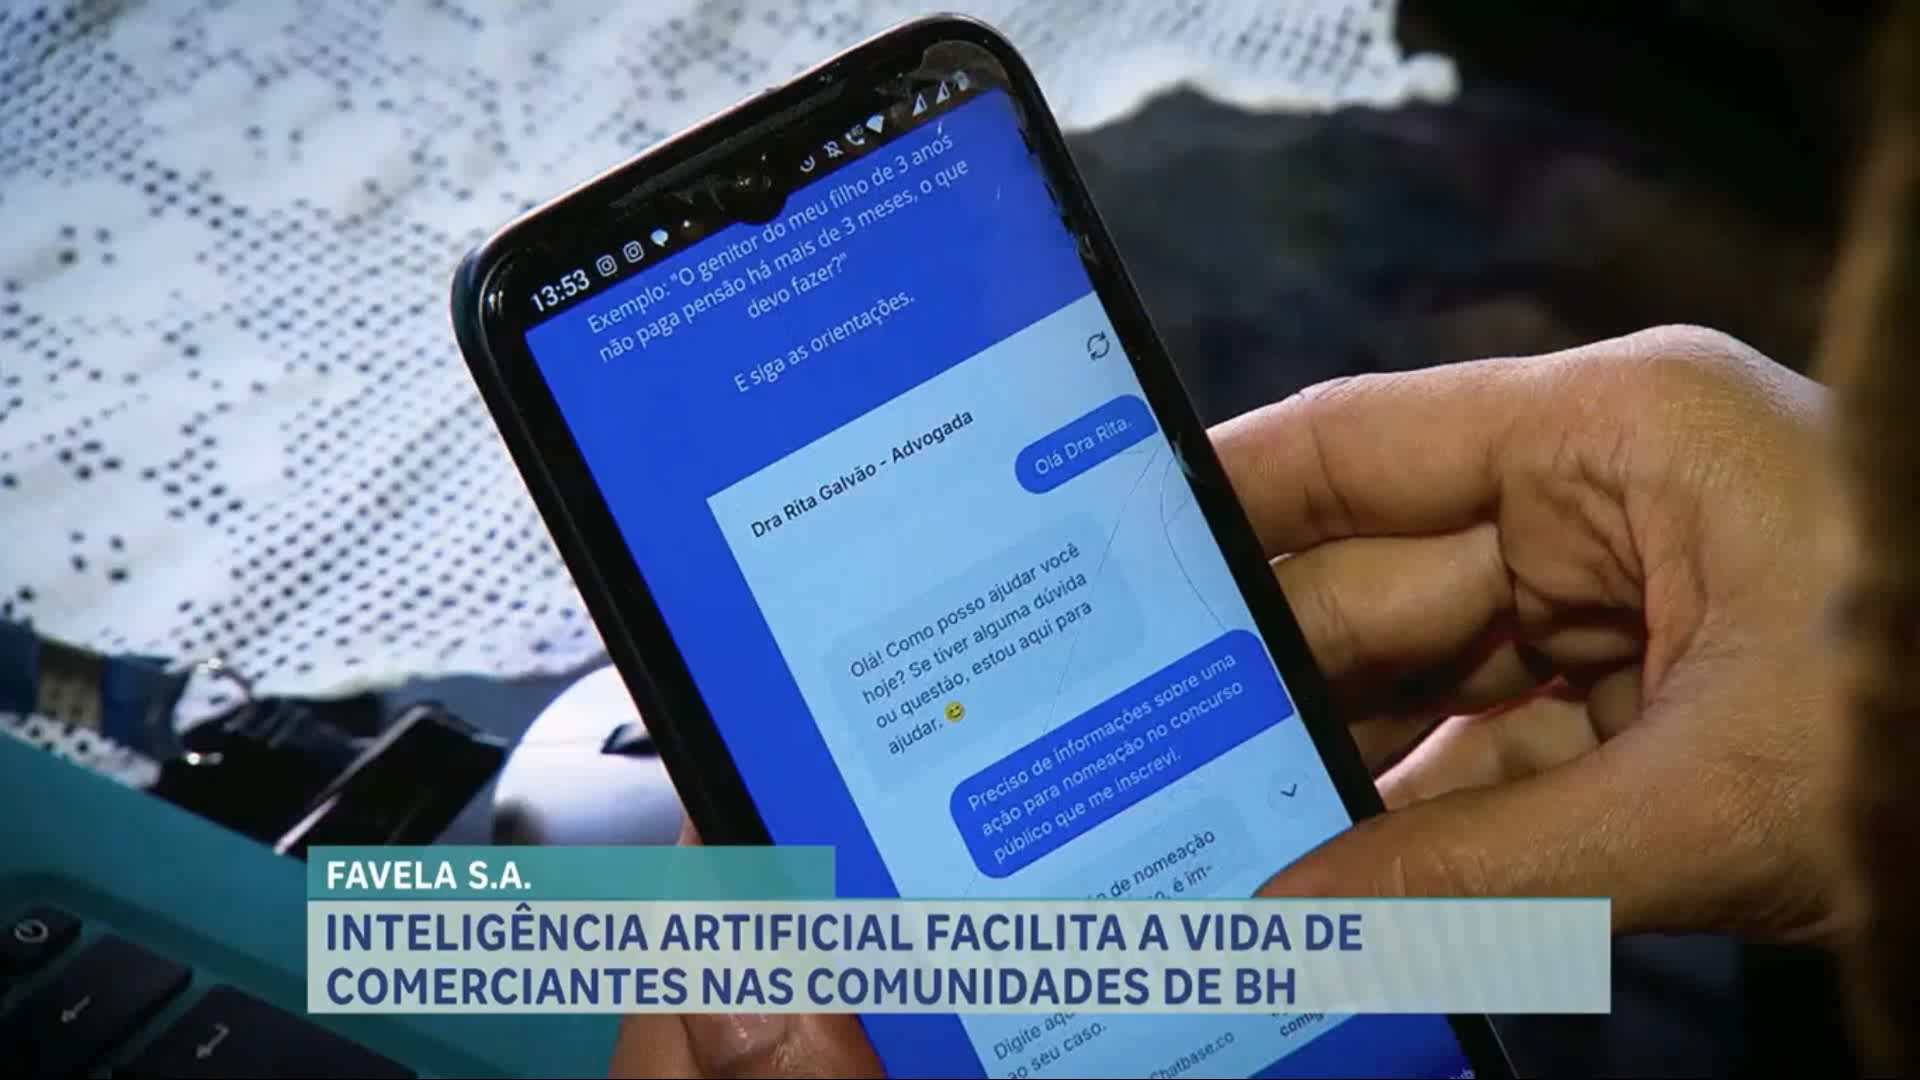 13:53
Exemplo: "O genitor do meu filho de 3 anos
não paga pensão há mais de 3 meses, o que
devo fazer?"
E siga as orientações.
Dra Rita Galvão - Advogada
Olá Dra Rita.
Olá! Como posso ajudar você
hoje? Se tiver alguma dúvida
ou questão, estou aqui para
ajudar. 😊
Preciso de informações sobre uma
ação para nomeação no concurso
público que me inscrevi.
de nomeação
é im-
FAVELA S.A.
INTELIGÊNCIA ARTIFICIAL FACILITA A VIDA DE
COMERCIANTES NAS COMUNIDADES DE BH
Digite
ao seu caso.
Chatbase.co